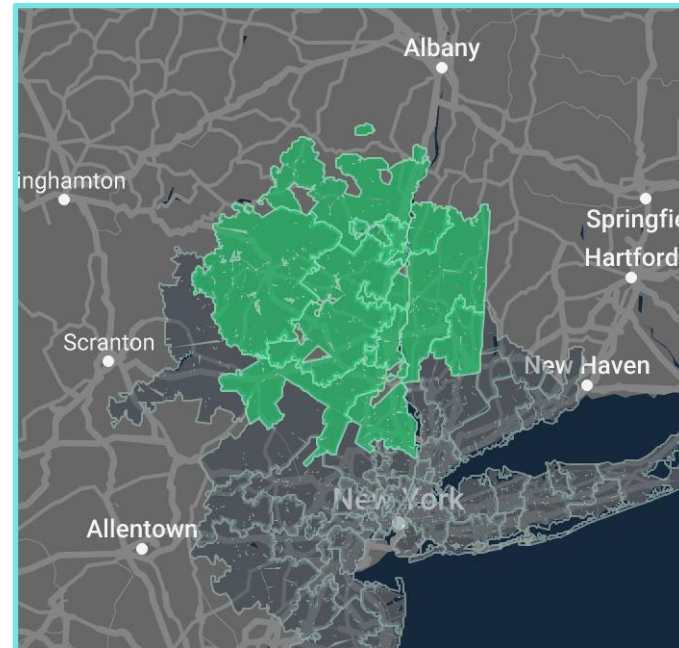 Albany
inghamton
Springfie
Hartford
Scranton
New Haven
New York
Allentown